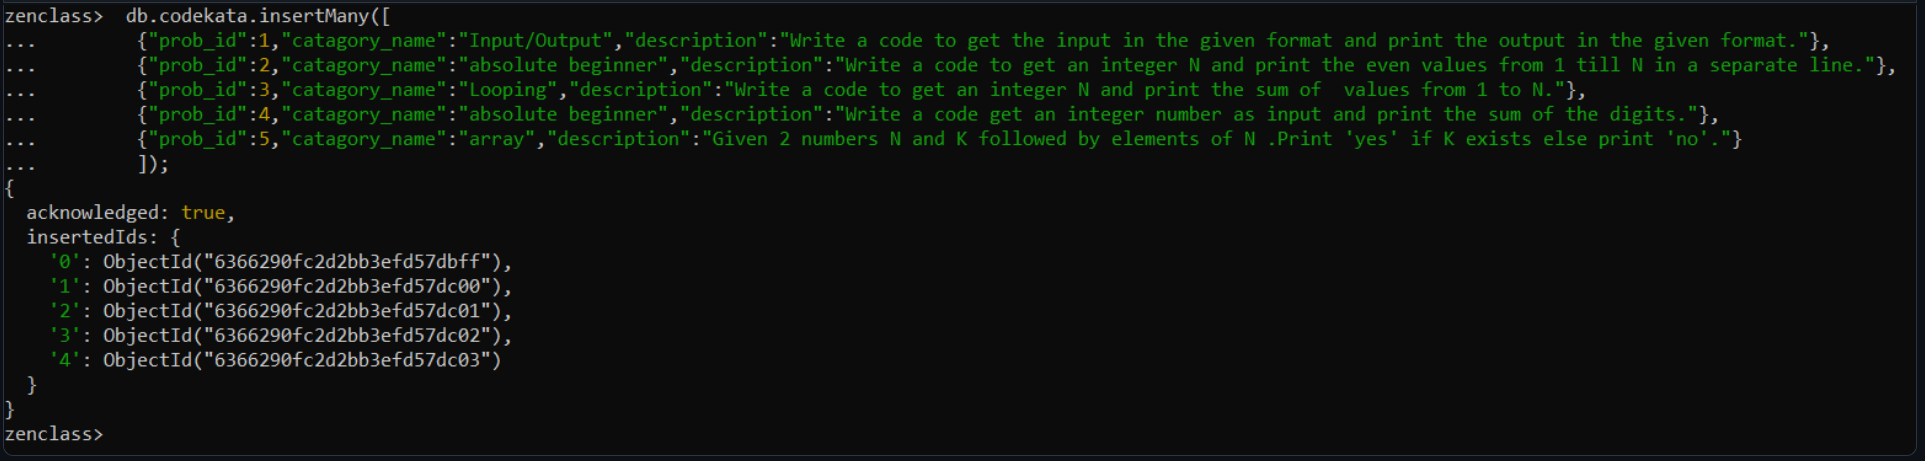 zenclass>  db.codekata.insertMany([
...         {"prob_id":1,"catagory_name":"Input/Output","description":"Write a code to get the input in the given format and print the output in the given format."},
...         {"prob_id":2,"catagory_name":"absolute beginner","description":"Write a code to get an integer N and print the even values from 1 till N in a separate line."},
...         {"prob_id":3,"catagory_name":"Looping","description":"Write a code to get an integer N and print the sum of  values from 1 to N."},
...         {"prob_id":4,"catagory_name":"absolute beginner","description":"Write a code get an integer number as input and print the sum of the digits."},
...         {"prob_id":5,"catagory_name":"array","description":"Given 2 numbers N and K followed by elements of N .Print 'yes' if K exists else print 'no'."}
...         ]);
{
  acknowledged: true,
  insertedIds: {
    '0': ObjectId("6366290fc2d2bb3efd57dbff"),
    '1': ObjectId("6366290fc2d2bb3efd57dc00"),
    '2': ObjectId("6366290fc2d2bb3efd57dc01"),
    '3': ObjectId("6366290fc2d2bb3efd57dc02"),
    '4': ObjectId("6366290fc2d2bb3efd57dc03")
  }
}
zenclass>